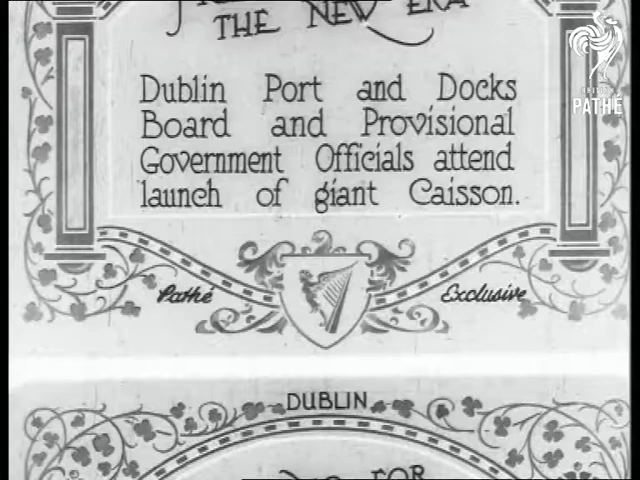 THE NEW ERA
BRITISH
PATHÉ
Dublin Port and Docks
Board and Provisional
Government Officials attend
launch of giant Caisson.
Pathé Exclusive
DUBLIN
FOR